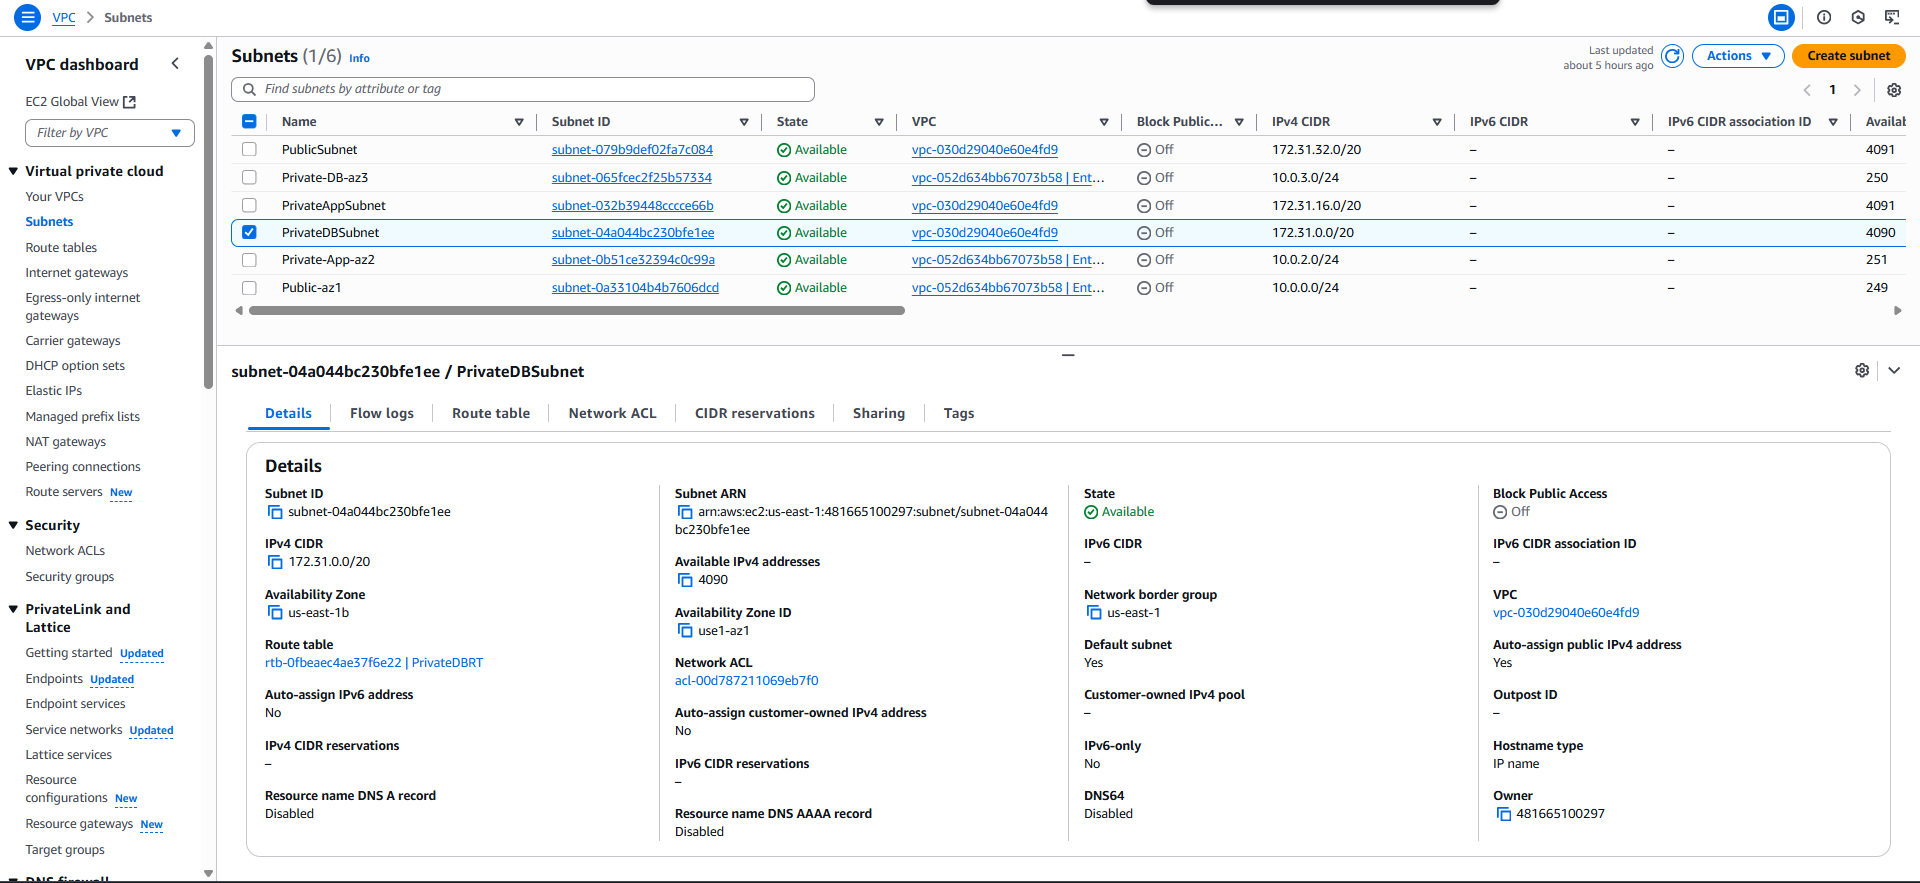 VPC > Subnets
VPC dashboard
EC2 Global View
Filter by VPC
Virtual private cloud
Your VPCs
Subnets
Route tables
Internet gateways
Egress-only internet
gateways
Carrier gateways
DHCP option sets
Elastic IPs
Managed prefix lists
NAT gateways
Peering connections
Route servers New
Security
Network ACLs
Security groups
PrivateLink and
Lattice
Getting started Updated
Endpoints Updated
Endpoint services
Service networks Updated
Lattice services
Resource
configurations New
Resource gateways New
Target groups
DNS firewall
Subnets (1/6) Info
Last updated
about 5 hours ago
Actions
Create subnet
Find subnets by attribute or tag
1
Name Subnet ID State VPC Block Public... IPv4 CIDR IPv6 CIDR IPv6 CIDR association ID Availab
PublicSubnet subnet-079b9def02fa7c084 Available vpc-030d29040e60e4fd9 Off 172.31.32.0/20 – – 4091
Private-DB-az3 subnet-065fcec2f25b57334 Available vpc-052d634bb67073b58 | Ent... Off 10.0.3.0/24 – – 250
PrivateAppSubnet subnet-032b39448cccce66b Available vpc-030d29040e60e4fd9 Off 172.31.16.0/20 – – 4091
PrivateDBSubnet subnet-04a044bc230bfe1ee Available vpc-030d29040e60e4fd9 Off 172.31.0.0/20 – – 4090
Private-App-az2 subnet-0b51ce32394c0c99a Available vpc-052d634bb67073b58 | Ent... Off 10.0.2.0/24 – – 251
Public-az1 subnet-0a33104b4b7606dcd Available vpc-052d634bb67073b58 | Ent... Off 10.0.0.0/24 – – 249
subnet-04a044bc230bfe1ee / PrivateDBSubnet
Details Flow logs Route table Network ACL CIDR reservations Sharing Tags
Details
Subnet ID
subnet-04a044bc230bfe1ee
IPv4 CIDR
172.31.0.0/20
Availability Zone
us-east-1b
Route table
rtb-0fbeaec4ae37f6e22 | PrivateDBRT
Auto-assign IPv6 address
No
IPv4 CIDR reservations
–
Resource name DNS A record
Disabled
Subnet ARN
arn:aws:ec2:us-east-1:481665100297:subnet/subnet-04a044
bc230bfe1ee
Available IPv4 addresses
4090
Availability Zone ID
use1-az1
Network ACL
acl-00d787211069eb7f0
Auto-assign customer-owned IPv4 address
No
IPv6 CIDR reservations
–
Resource name DNS AAAA record
Disabled
State
Available
IPv6 CIDR
–
Network border group
us-east-1
Default subnet
Yes
Customer-owned IPv4 pool
–
IPv6-only
No
DNS64
Disabled
Block Public Access
Off
IPv6 CIDR association ID
–
VPC
vpc-030d29040e60e4fd9
Auto-assign public IPv4 address
Yes
Outpost ID
–
Hostname type
IP name
Owner
481665100297